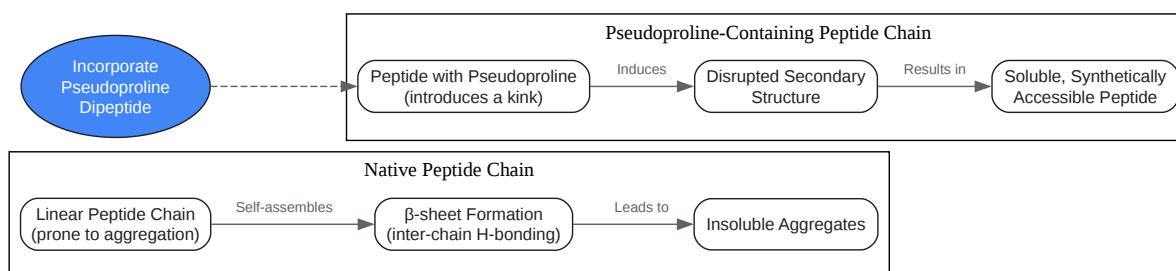 Pseudoproline-Containing Peptide Chain
Incorporate
Pseudoproline
Dipeptide
Peptide with Pseudoproline
(introduces a kink)
Induces
Disrupted Secondary
Structure
Results in
Soluble, Synthetically
Accessible Peptide
Native Peptide Chain
Linear Peptide Chain
(prone to aggregation)
Self-assembles
β-sheet Formation
(inter-chain H-bonding)
Leads to
Insoluble Aggregates